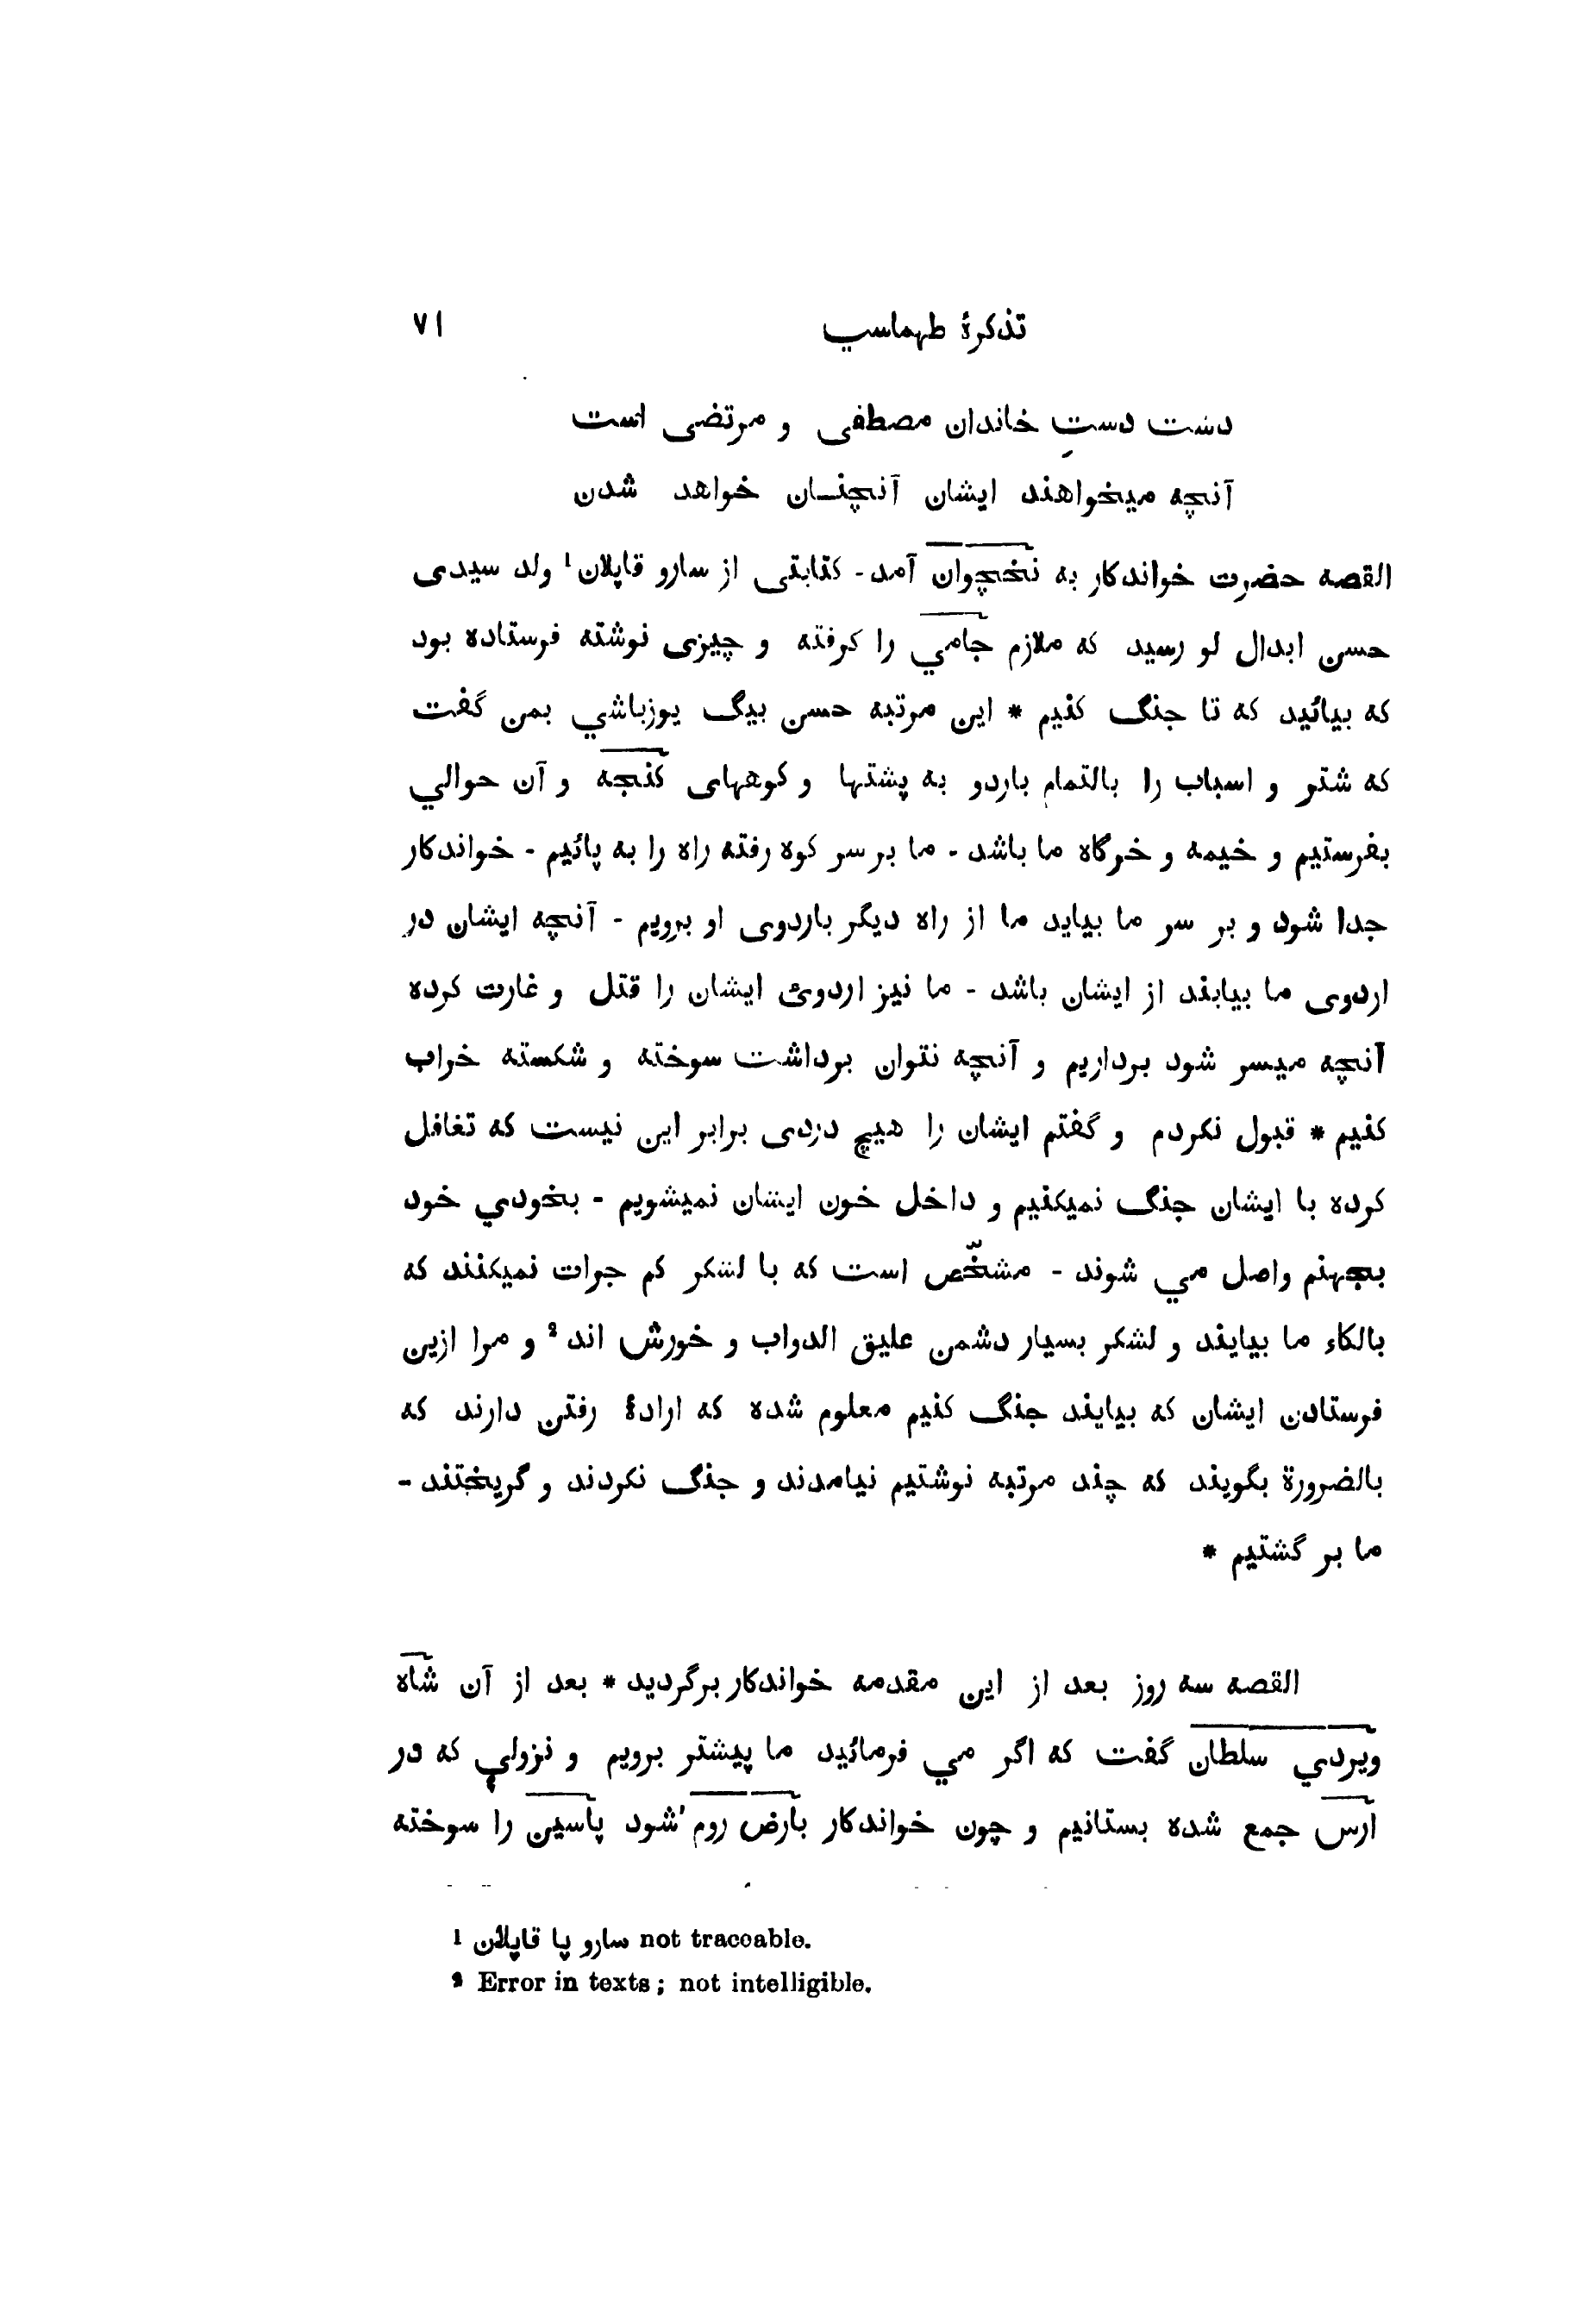 تذکرهٔ طهماسپ ۷۱
دست دستِ خاندان مصطفی و مرتضی است
آنچه میخواهند ایشان آنچنـان خواهد شدن
القصه حضرت خواندکار به نخچوان آمد - کتابتی از سارو قاپلان¹ ولد سیدی
حسن ابدال لو رسید که ملازم جامي را کرفته و چیزی نوشته فرستاده بود
که بیائید که تا جنگ کنیم * این مرتبه حسن بیگ یوزباشي بمن گفت
که شتر و اسباب را بالتمام باردو به پشتها و کوههای کنجه و آن حوالي
بفرستیم و خیمه و خرگاه ما باشد - ما بر سر کوه رفته راه را به پائیم - خواندکار
جدا شود و بر سر ما بیاید ما از راه دیگر باردوی او برویم - آنچه ایشان در
اردوی ما بیابند از ایشان باشد - ما نیز اردوئ ایشان را قتل و غارت کرده
آنچه میسر شود برداریم و آنچه نتوان برداشت سوخته و شکسته خراب
کنیم * قبول نکردم و گفتم ایشان را هیچ دردی برابر این نیست که تغافل
کرده با ایشان جنگ نمیکنیم و داخل خون ایشان نمیشویم - بخودي خود
بجهنم واصل مي شوند - مشخّص است که با لشکر کم جرات نمیکنند که
بالکاء ما بیایند و لشکر بسیار دشمن علیق الدواب و خورش اند² و مرا ازین
فرستادن ایشان که بیایند جنگ کنیم معلوم شده که ارادهٔ رفتن دارند که
بالضرورة بگویند که چند مرتبه نوشتیم نیامدند و جنگ نکردند و گریختند -
ما بر گشتیم *
القصه سه روز بعد از این مقدمه خواندکار برگردید * بعد از آن شاه
ویردي سلطان گفت که اگر مي فرمائید ما پیشتر برویم و نزولی که در
ارس جمع شده بستانیم و چون خواندکار بارض روم شود پاسین را سوخته
1 سارو پا قاپلان not traceable.
2 Error in texts; not intelligible.